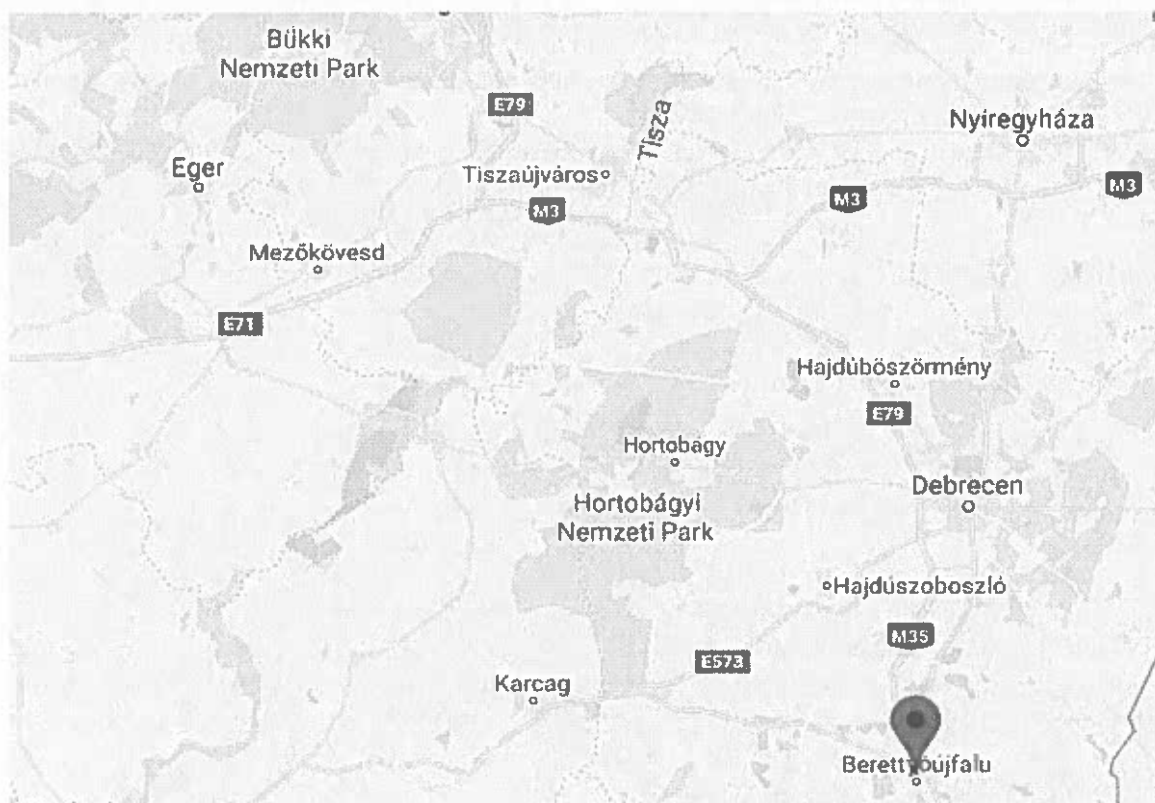 Bükki
Nemzeti Park
E79
Tisza
Nyíregyháza
Eger
Tiszaújváros
M3
M3
M3
Mezőkövesd
E71
Hajdúböszörmény
E79
Hortobágy
Debrecen
Hortobágyi
Nemzeti Park
Hajdúszoboszló
M35
E573
Karcag
Berettyóújfalu